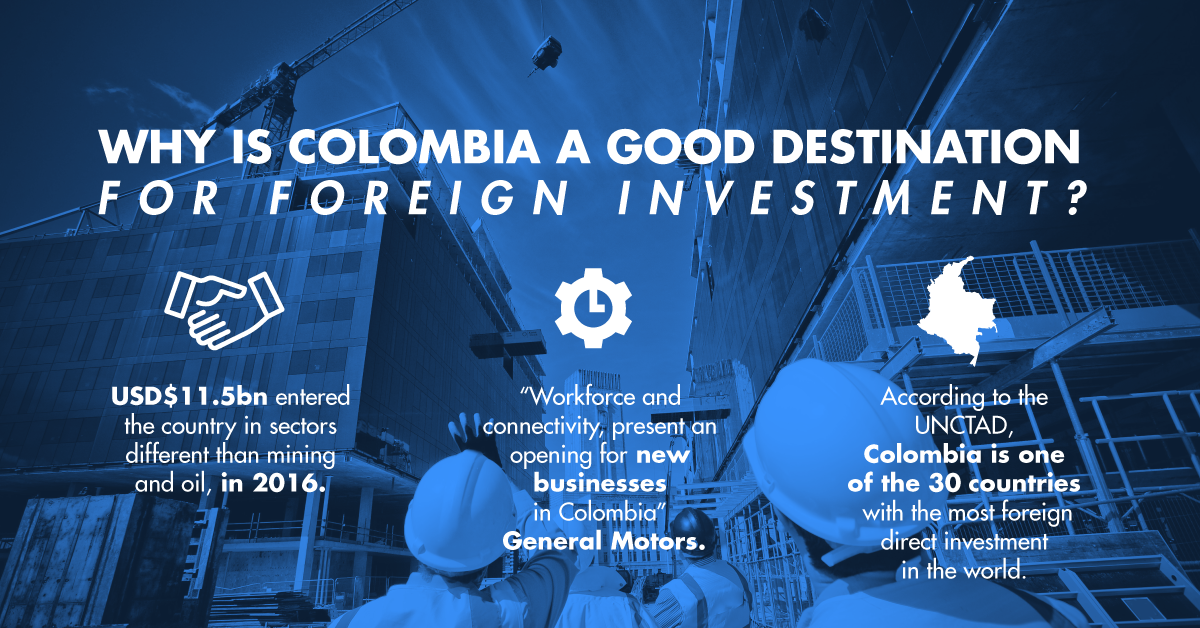 WHY IS COLOMBIA A GOOD DESTINATION
FOR FOREIGN INVESTMENT?
USD$11.5bn entered
the country in sectors
different than mining
and oil, in 2016.
“Workforce and
connectivity, present an
opening for new
businesses
in Colombia”
General Motors.
According to the
UNCTAD,
Colombia is one
of the 30 countries
with the most foreign
direct investment
in the world.